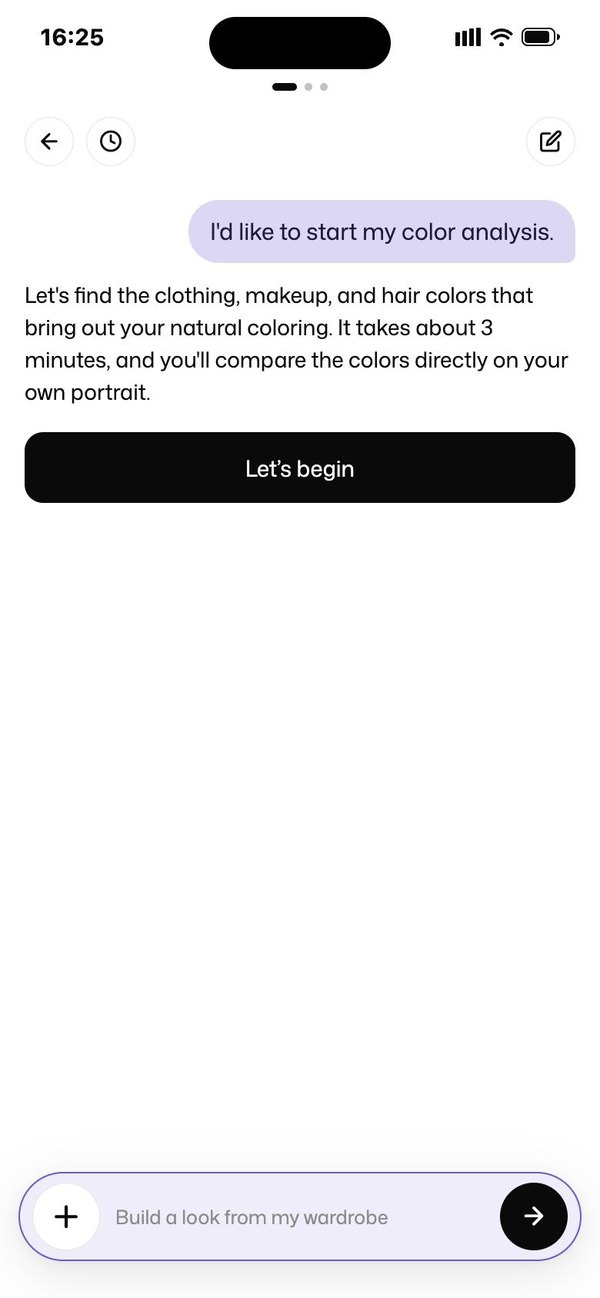 16:25
I'd like to start my color analysis.
Let's find the clothing, makeup, and hair colors that
bring out your natural coloring. It takes about 3
minutes, and you'll compare the colors directly on your
own portrait.
Let’s begin
Build a look from my wardrobe